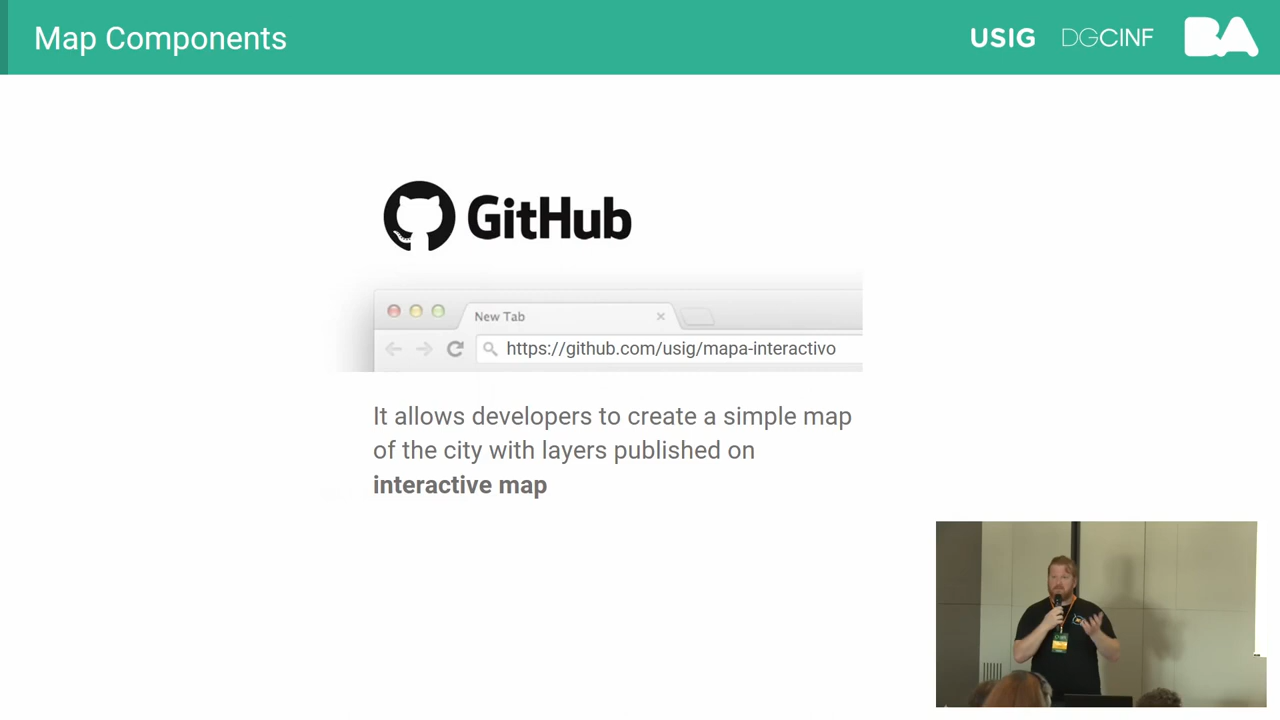 Map Components
USIG DGCINF BA
GitHub
New Tab
https://github.com/usig/mapa-interactivo
It allows developers to create a simple map
of the city with layers published on
interactive map